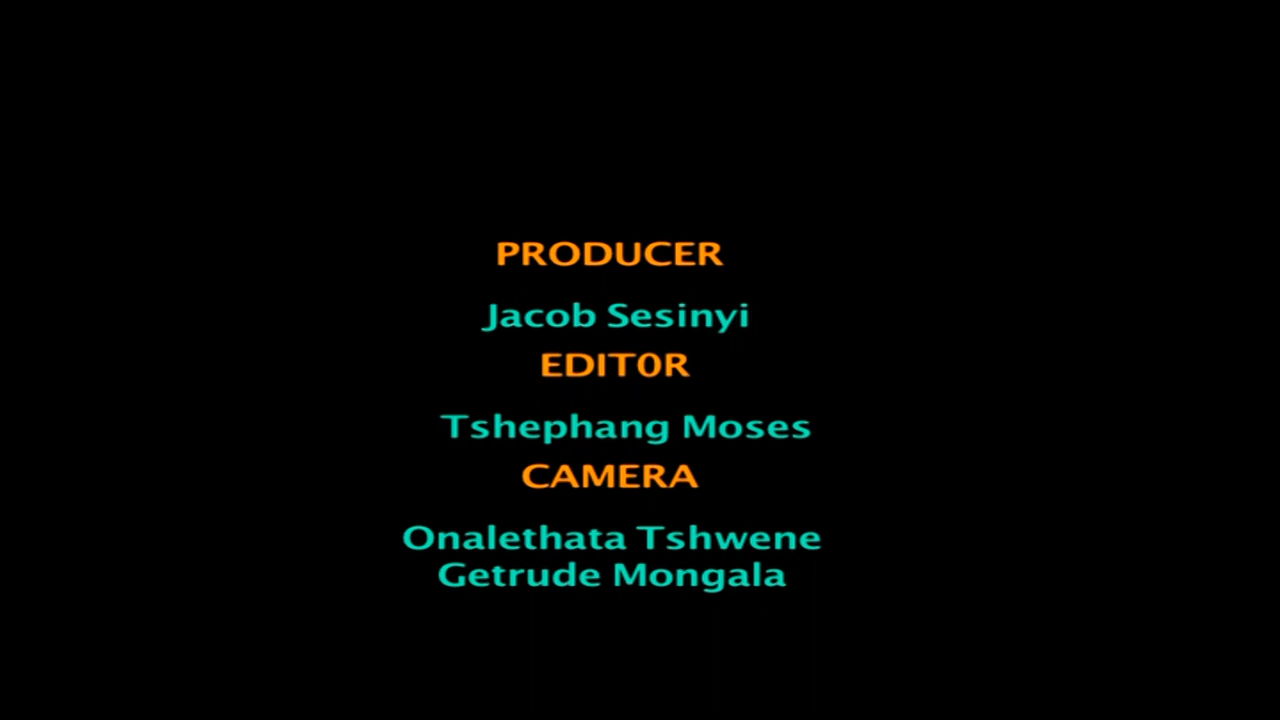 PRODUCER
Jacob Sesinyi
EDIT0R
Tshephang Moses
CAMERA
Onalethata Tshwene
Getrude Mongala